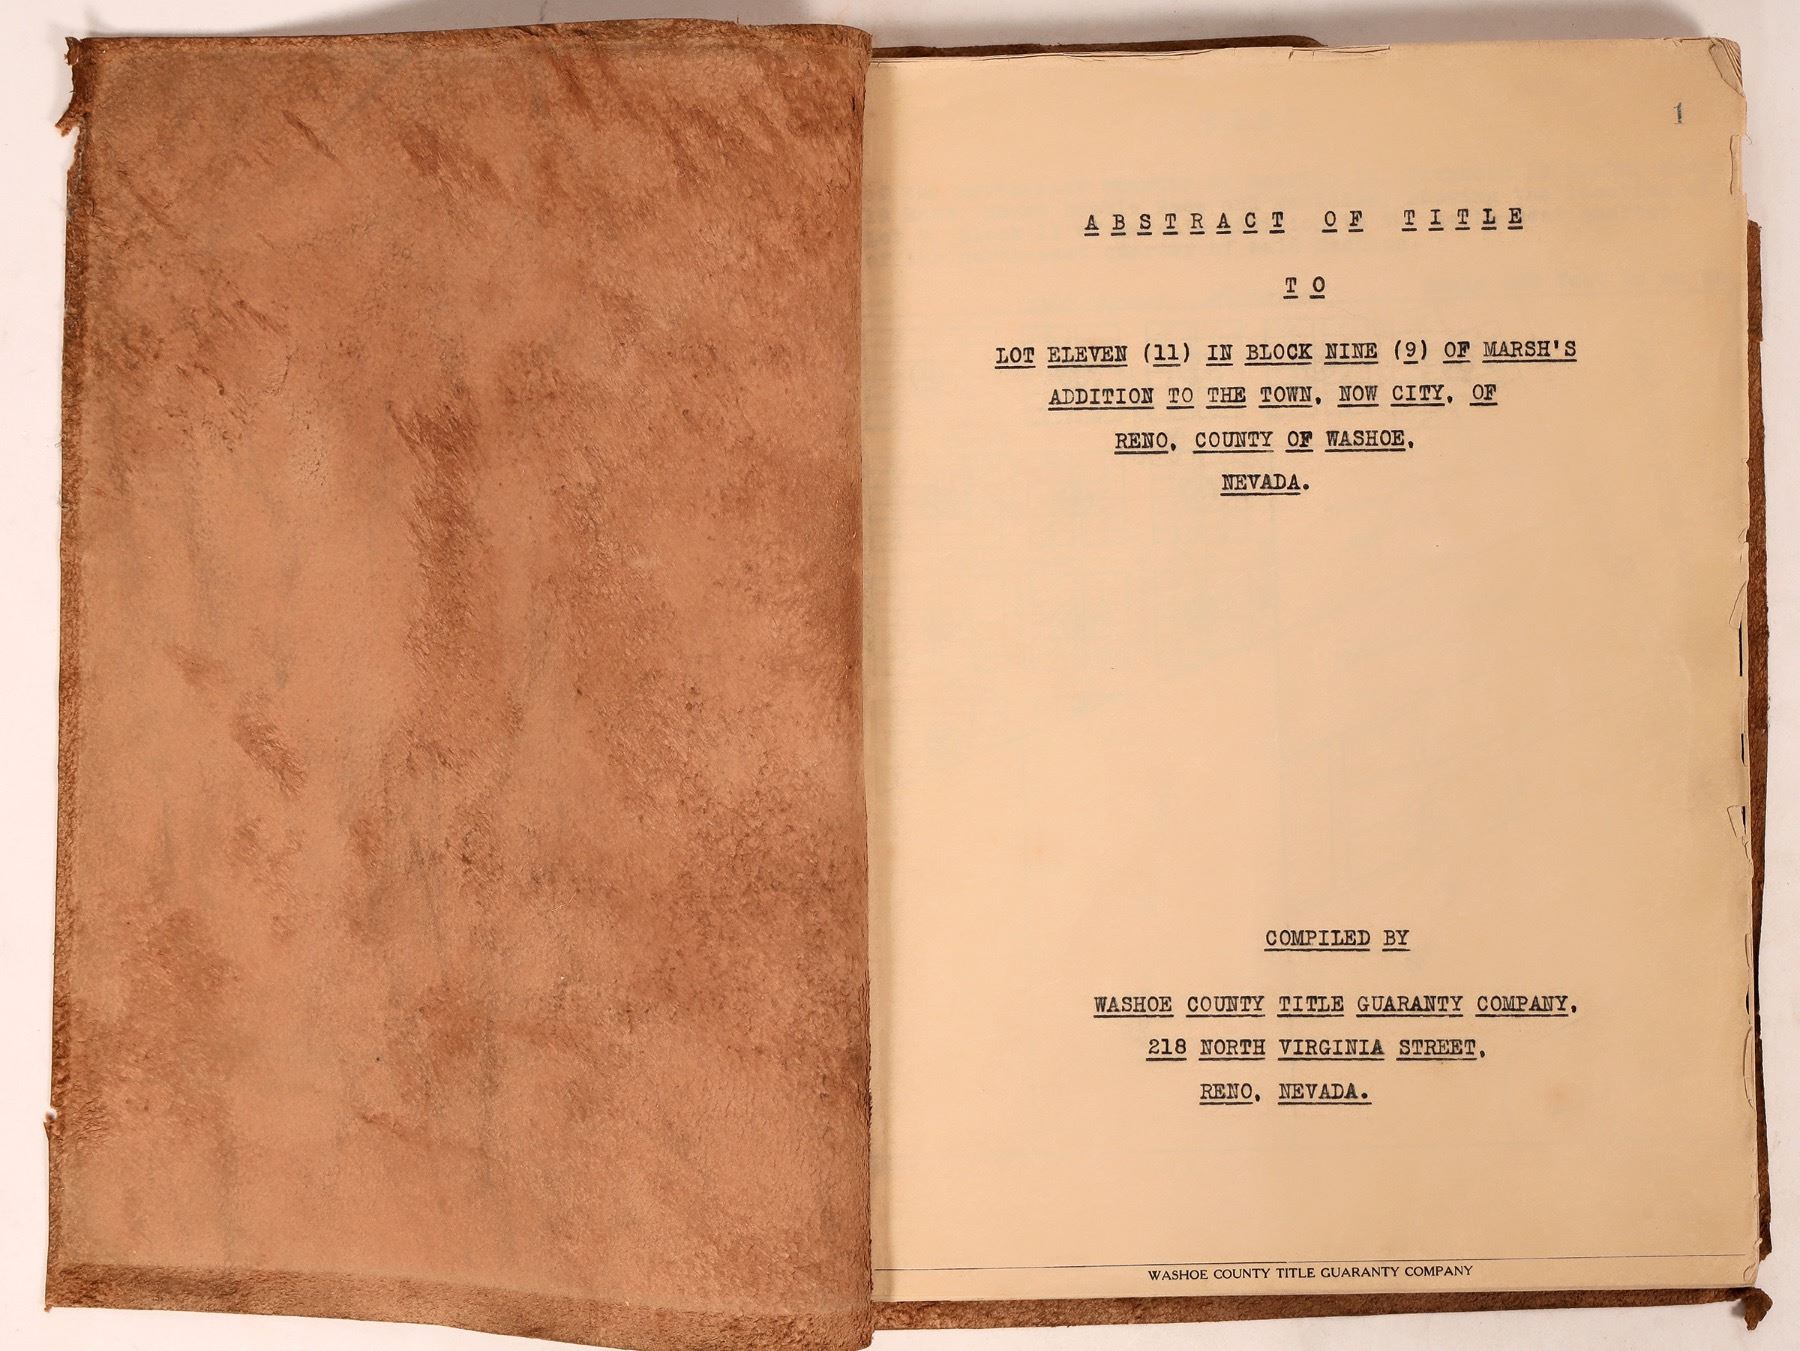 1
ABSTRACT OF TITLE
TO
LOT ELEVEN (11) IN BLOCK NINE (9) OF MARSH'S
ADDITION TO THE TOWN, NOW CITY, OF
RENO, COUNTY OF WASHOE,
NEVADA.
COMPILED BY
WASHOE COUNTY TITLE GUARANTY COMPANY,
218 NORTH VIRGINIA STREET,
RENO, NEVADA.
WASHOE COUNTY TITLE GUARANTY COMPANY